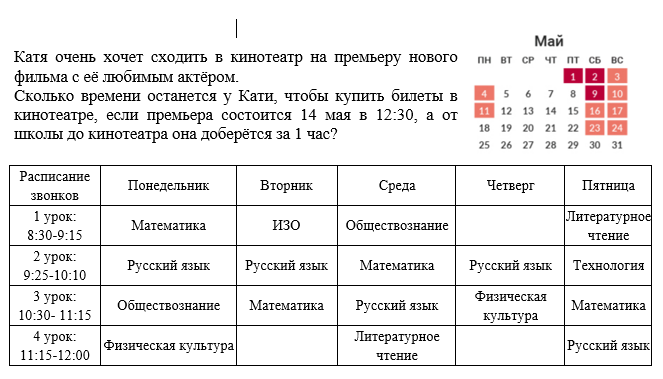 Катя очень хочет сходить в кинотеатр на премьеру нового
фильма с её любимым актёром.
Сколько времени останется у Кати, чтобы купить билеты в
кинотеатре, если премьера состоится 14 мая в 12:30, а от
школы до кинотеатра она доберётся за 1 час?
Май
ПН ВТ СР ЧТ ПТ СБ ВС
1 2 3
4 5 6 7 8 9 10
11 12 13 14 15 16 17
18 19 20 21 22 23 24
25 26 27 28 29 30 31
Расписание
звонков
Понедельник
Вторник
Среда
Четверг
Пятница
1 урок:
8:30-9:15
Математика
ИЗО
Обществознание
Литературное
чтение
2 урок:
9:25-10:10
Русский язык
Русский язык
Математика
Русский язык
Технология
3 урок:
10:30- 11:15
Обществознание
Математика
Русский язык
Физическая
культура
Математика
4 урок:
11:15-12:00
Физическая культура
Литературное
чтение
Русский язык